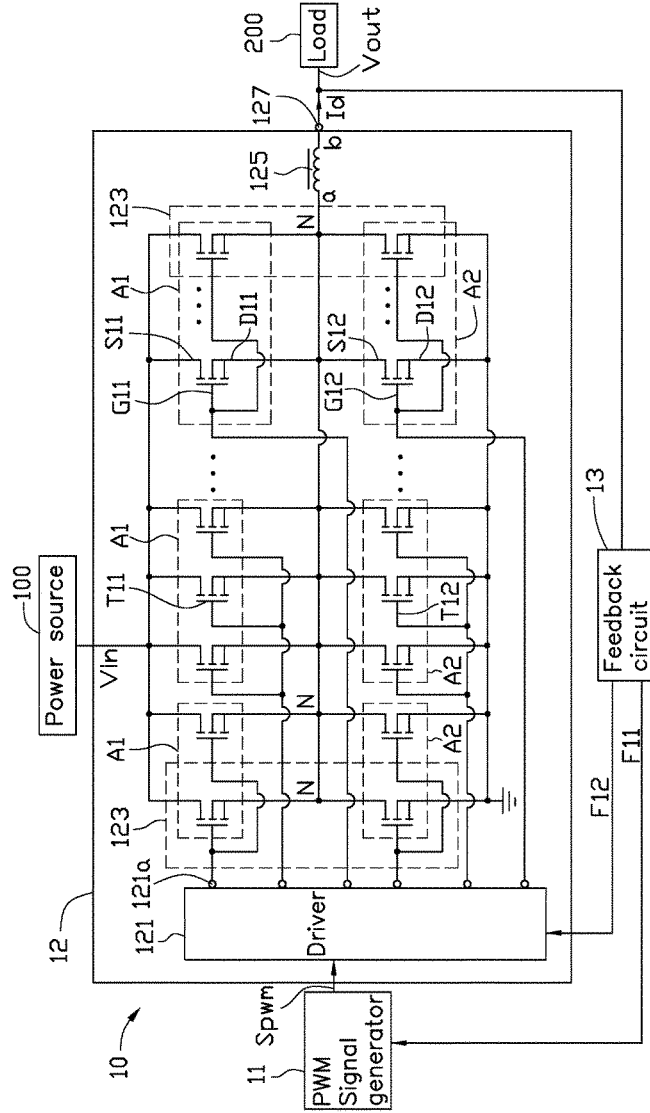 10
12
Power source
100
Vin
T11
A1
S11
A1
123
125
127
200
Load
Vout
Id
a
b
N
D11
G11
A1
123
N
N
121
121a
Driver
Spwm
11
PWM
Signal
generator
A2
A2
T12
G12
S12
D12
A2
F12
F11
13
Feedback
circuit